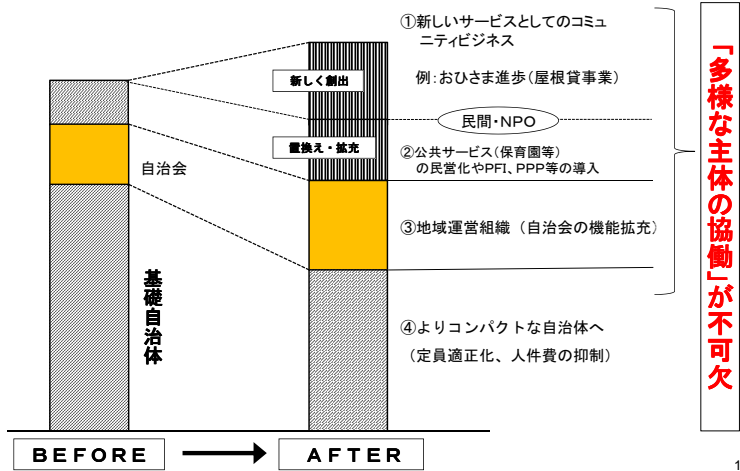 ①新しいサービスとしてのコミュ
ニティビジネス
新しく創出
例：おひさま進歩（屋根貸事業）
民間・NPO
置換え・拡充
②公共サービス（保育園等）
の民営化やPFI、PPP等の導入
自治会
③地域運営組織 （自治会の機能拡充）
基礎自治体
④よりコンパクトな自治体へ
（定員適正化、人件費の抑制）
「多様な主体の協働」が不可欠
BEFORE
AFTER
1